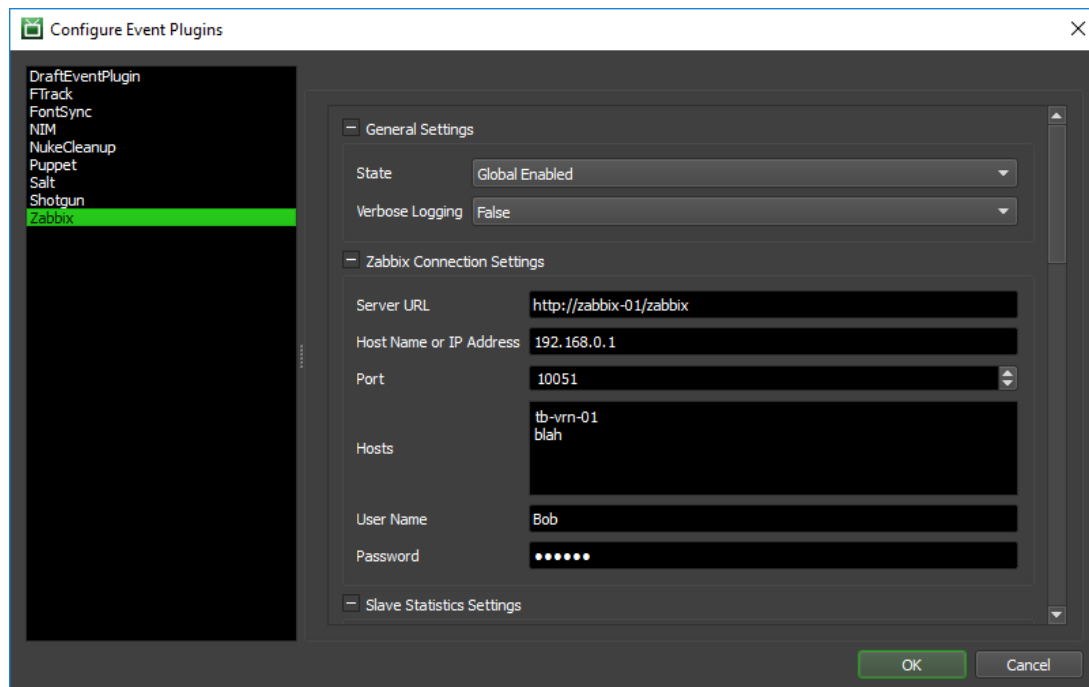 Configure Event Plugins
DraftEventPlugin
FTrack
FontSync
NIM
NukeCleanup
Puppet
Salt
Shotgun
Zabbix
General Settings
State Global Enabled
Verbose Logging False
Zabbix Connection Settings
Server URL http://zabbix-01/zabbix
Host Name or IP Address 192.168.0.1
Port 10051
Hosts tb-vrn-01
blah
User Name Bob
Password ••••••
Slave Statistics Settings
OK Cancel